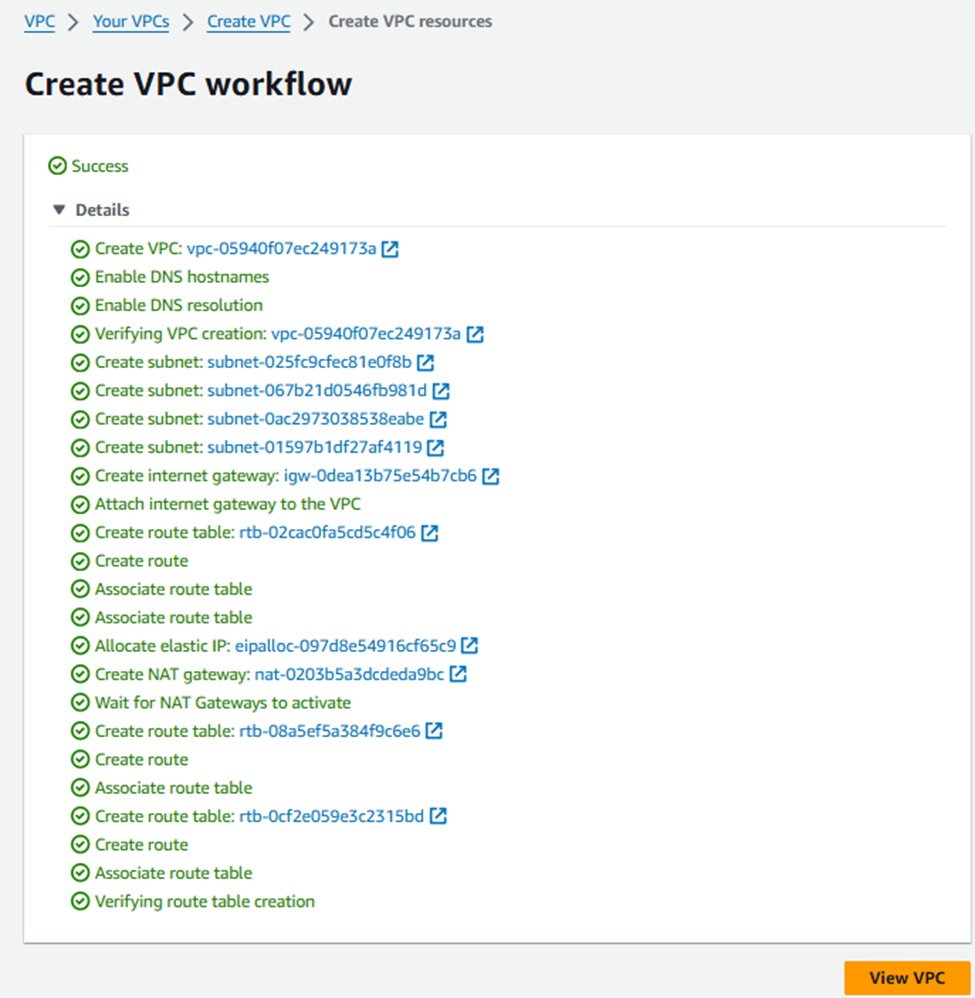 VPC > Your VPCs > Create VPC > Create VPC resources
Create VPC workflow
Success
Details
Create VPC: vpc-05940f07ec249173a
Enable DNS hostnames
Enable DNS resolution
Verifying VPC creation: vpc-05940f07ec249173a
Create subnet: subnet-025fc9cfec81e0f8b
Create subnet: subnet-067b21d0546fb981d
Create subnet: subnet-0ac2973038538eabe
Create subnet: subnet-01597b1df27af4119
Create internet gateway: igw-0dea13b75e54b7cb6
Attach internet gateway to the VPC
Create route table: rtb-02cac0fa5cd5c4f06
Create route
Associate route table
Associate route table
Allocate elastic IP: eipalloc-097d8e54916cf65c9
Create NAT gateway: nat-0203b5a3dcdeda9bc
Wait for NAT Gateways to activate
Create route table: rtb-08a5ef5a384f9c6e6
Create route
Associate route table
Create route table: rtb-0cf2e059e3c2315bd
Create route
Associate route table
Verifying route table creation
View VPC